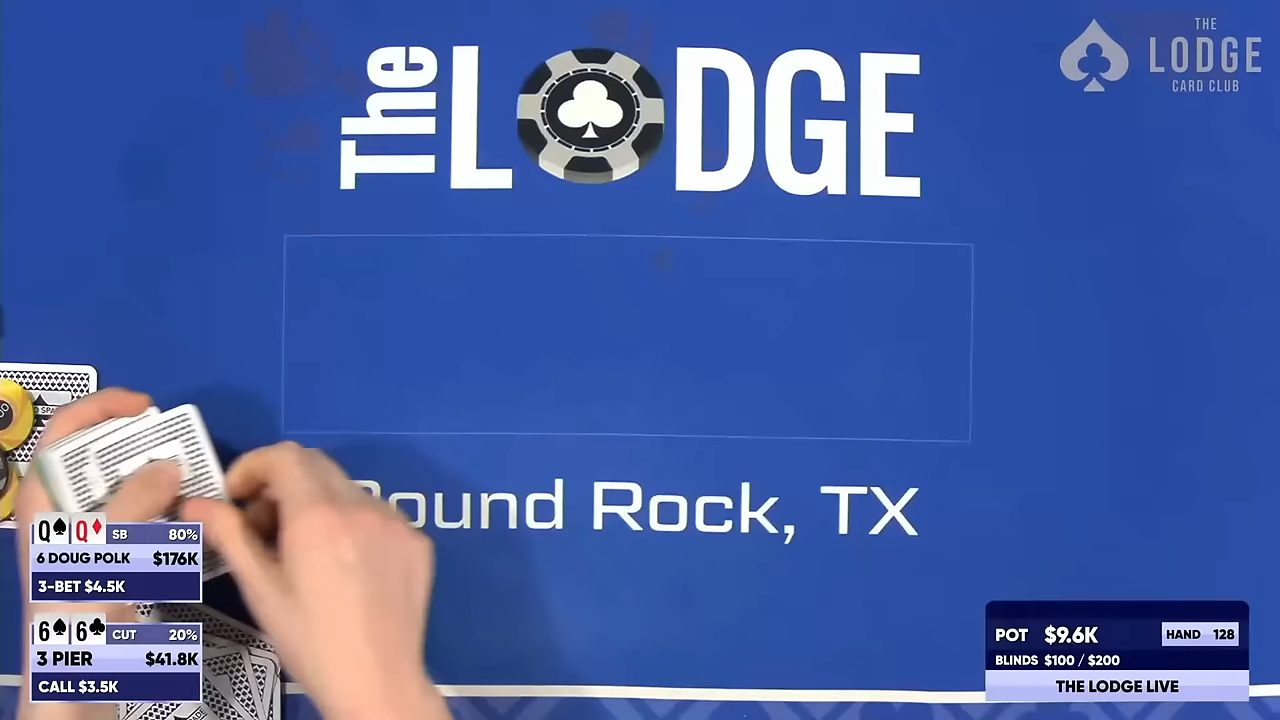 The LODGE
THE
LODGE
CARD CLUB
Round Rock, TX
Q♠ Q♦ SB 80%
6 DOUG POLK $176K
3-BET $4.5K
6♠ 6♣ CUT 20%
3 PIER $41.8K
CALL $3.5K
POT $9.6K HAND 128
BLINDS $100 / $200
THE LODGE LIVE